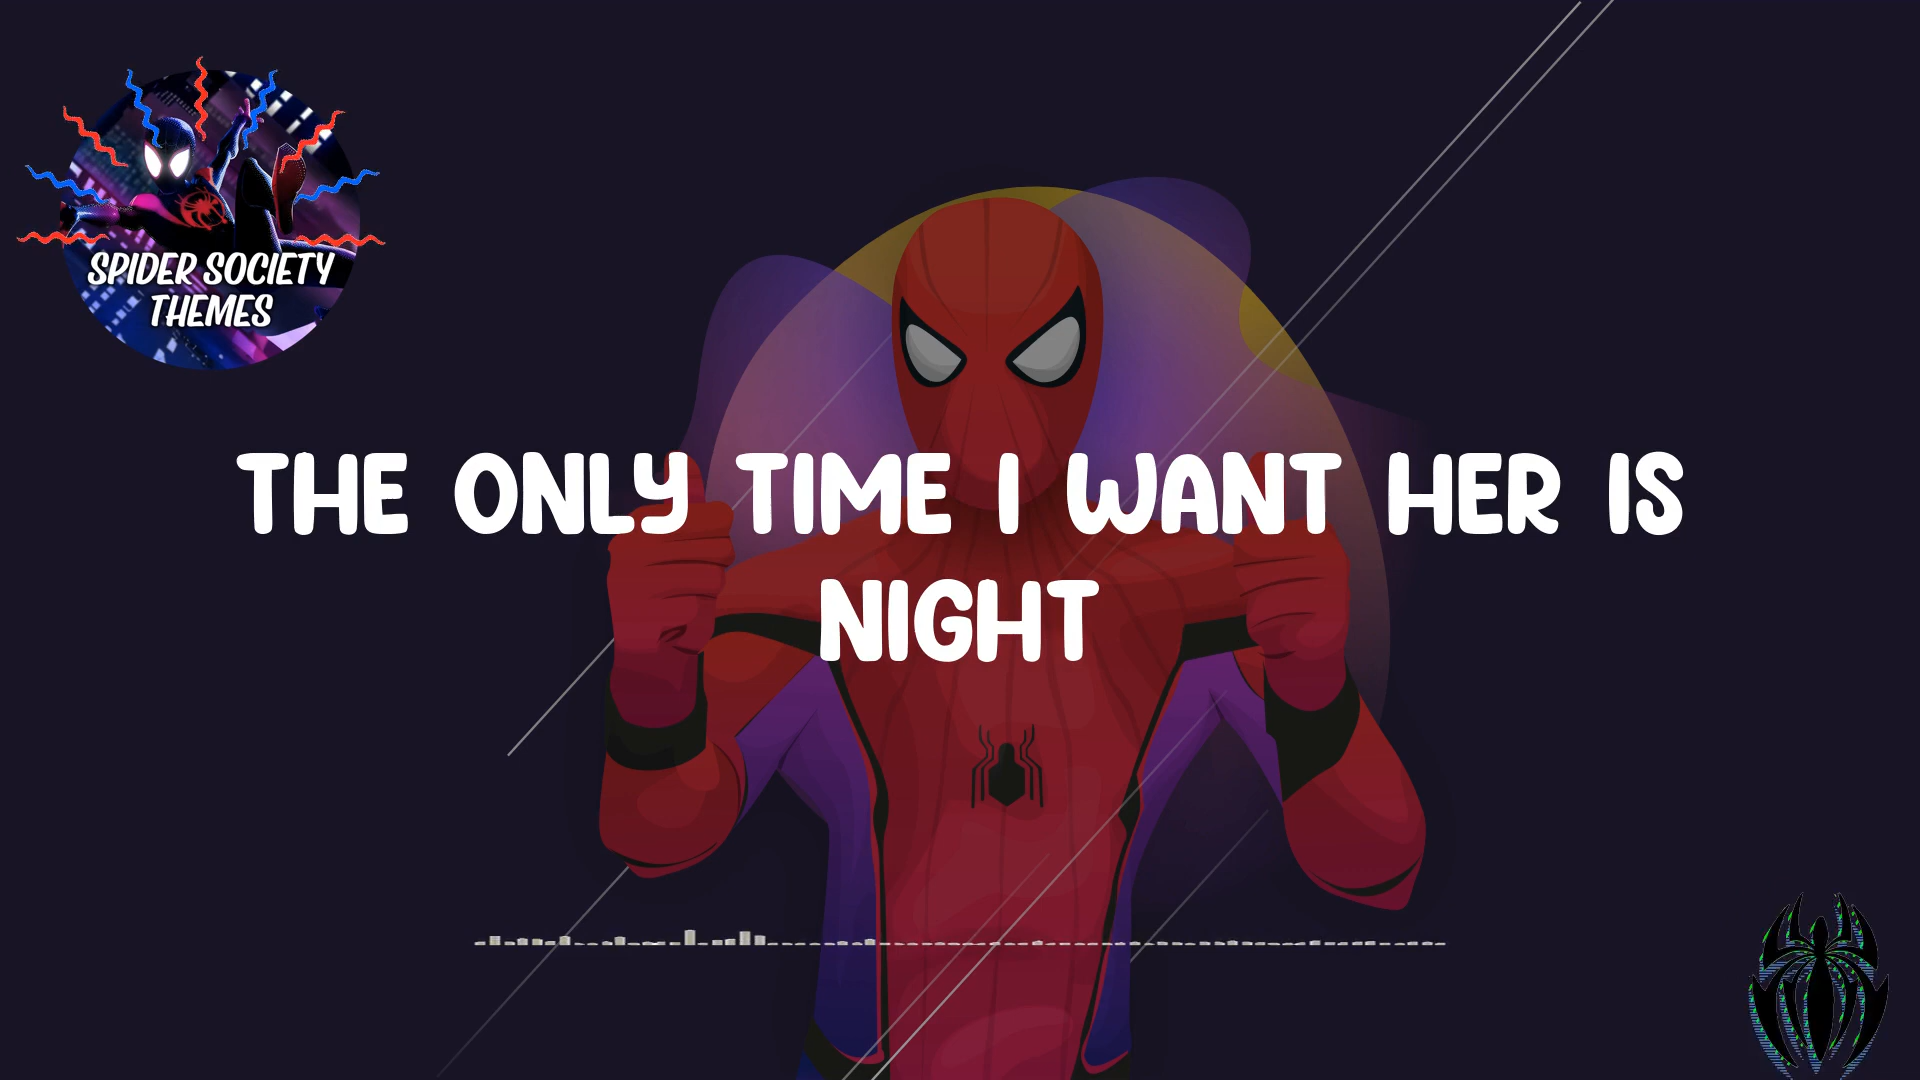 SPIDER SOCIETY
THEMES
THE ONLY TIME I WANT HER IS
NIGHT